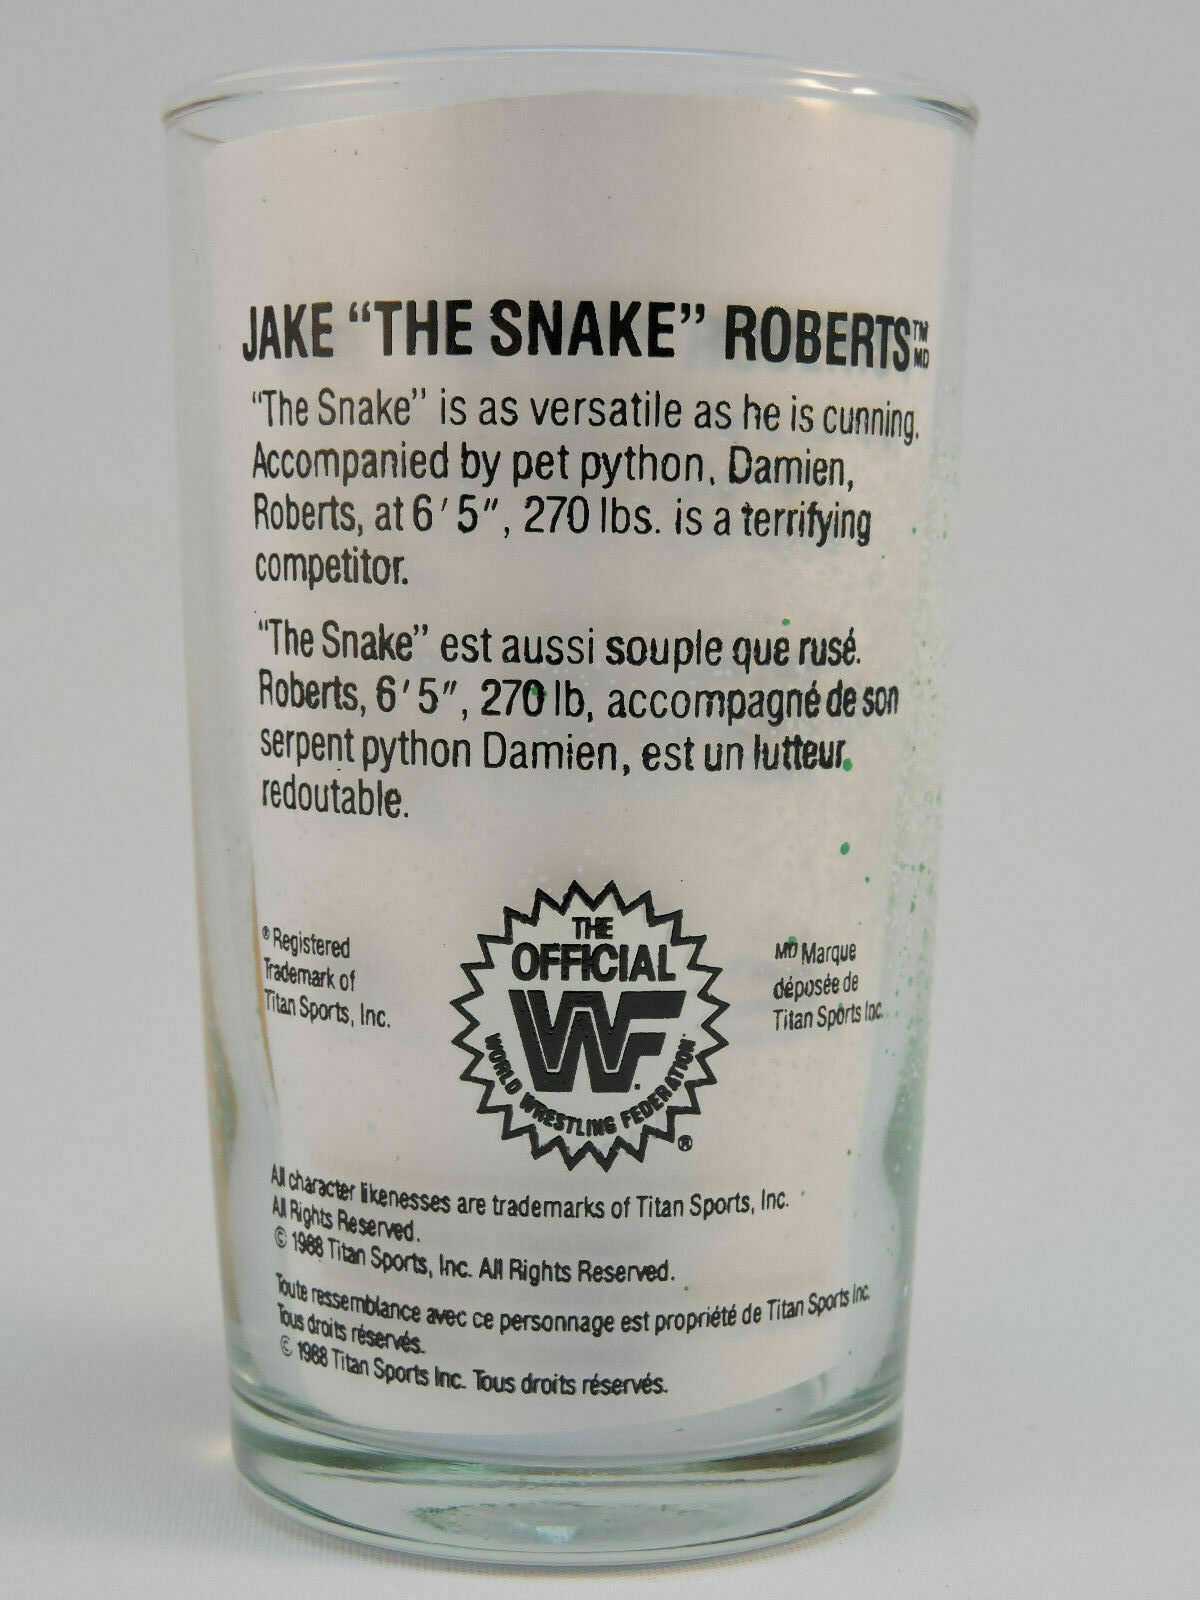 JAKE “THE SNAKE” ROBERTS™ MD
“The Snake” is as versatile as he is cunning.
Accompanied by pet python, Damien,
Roberts, at 6′5″, 270 lbs. is a terrifying
competitor.
“The Snake” est aussi souple que rusé.
Roberts, 6′5″, 270 lb, accompagné de son
serpent python Damien, est un lutteur
redoutable.
® Registered
Trademark of
Titan Sports, Inc.
THE
OFFICIAL
WF
WORLD WRESTLING FEDERATION
®
MD Marque
déposée de
Titan Sports Inc.
All character likenesses are trademarks of Titan Sports, Inc.
All Rights Reserved.
© 1988 Titan Sports, Inc. All Rights Reserved.
Toute ressemblance avec ce personnage est propriété de Titan Sports Inc.
Tous droits réservés.
© 1988 Titan Sports Inc. Tous droits réservés.